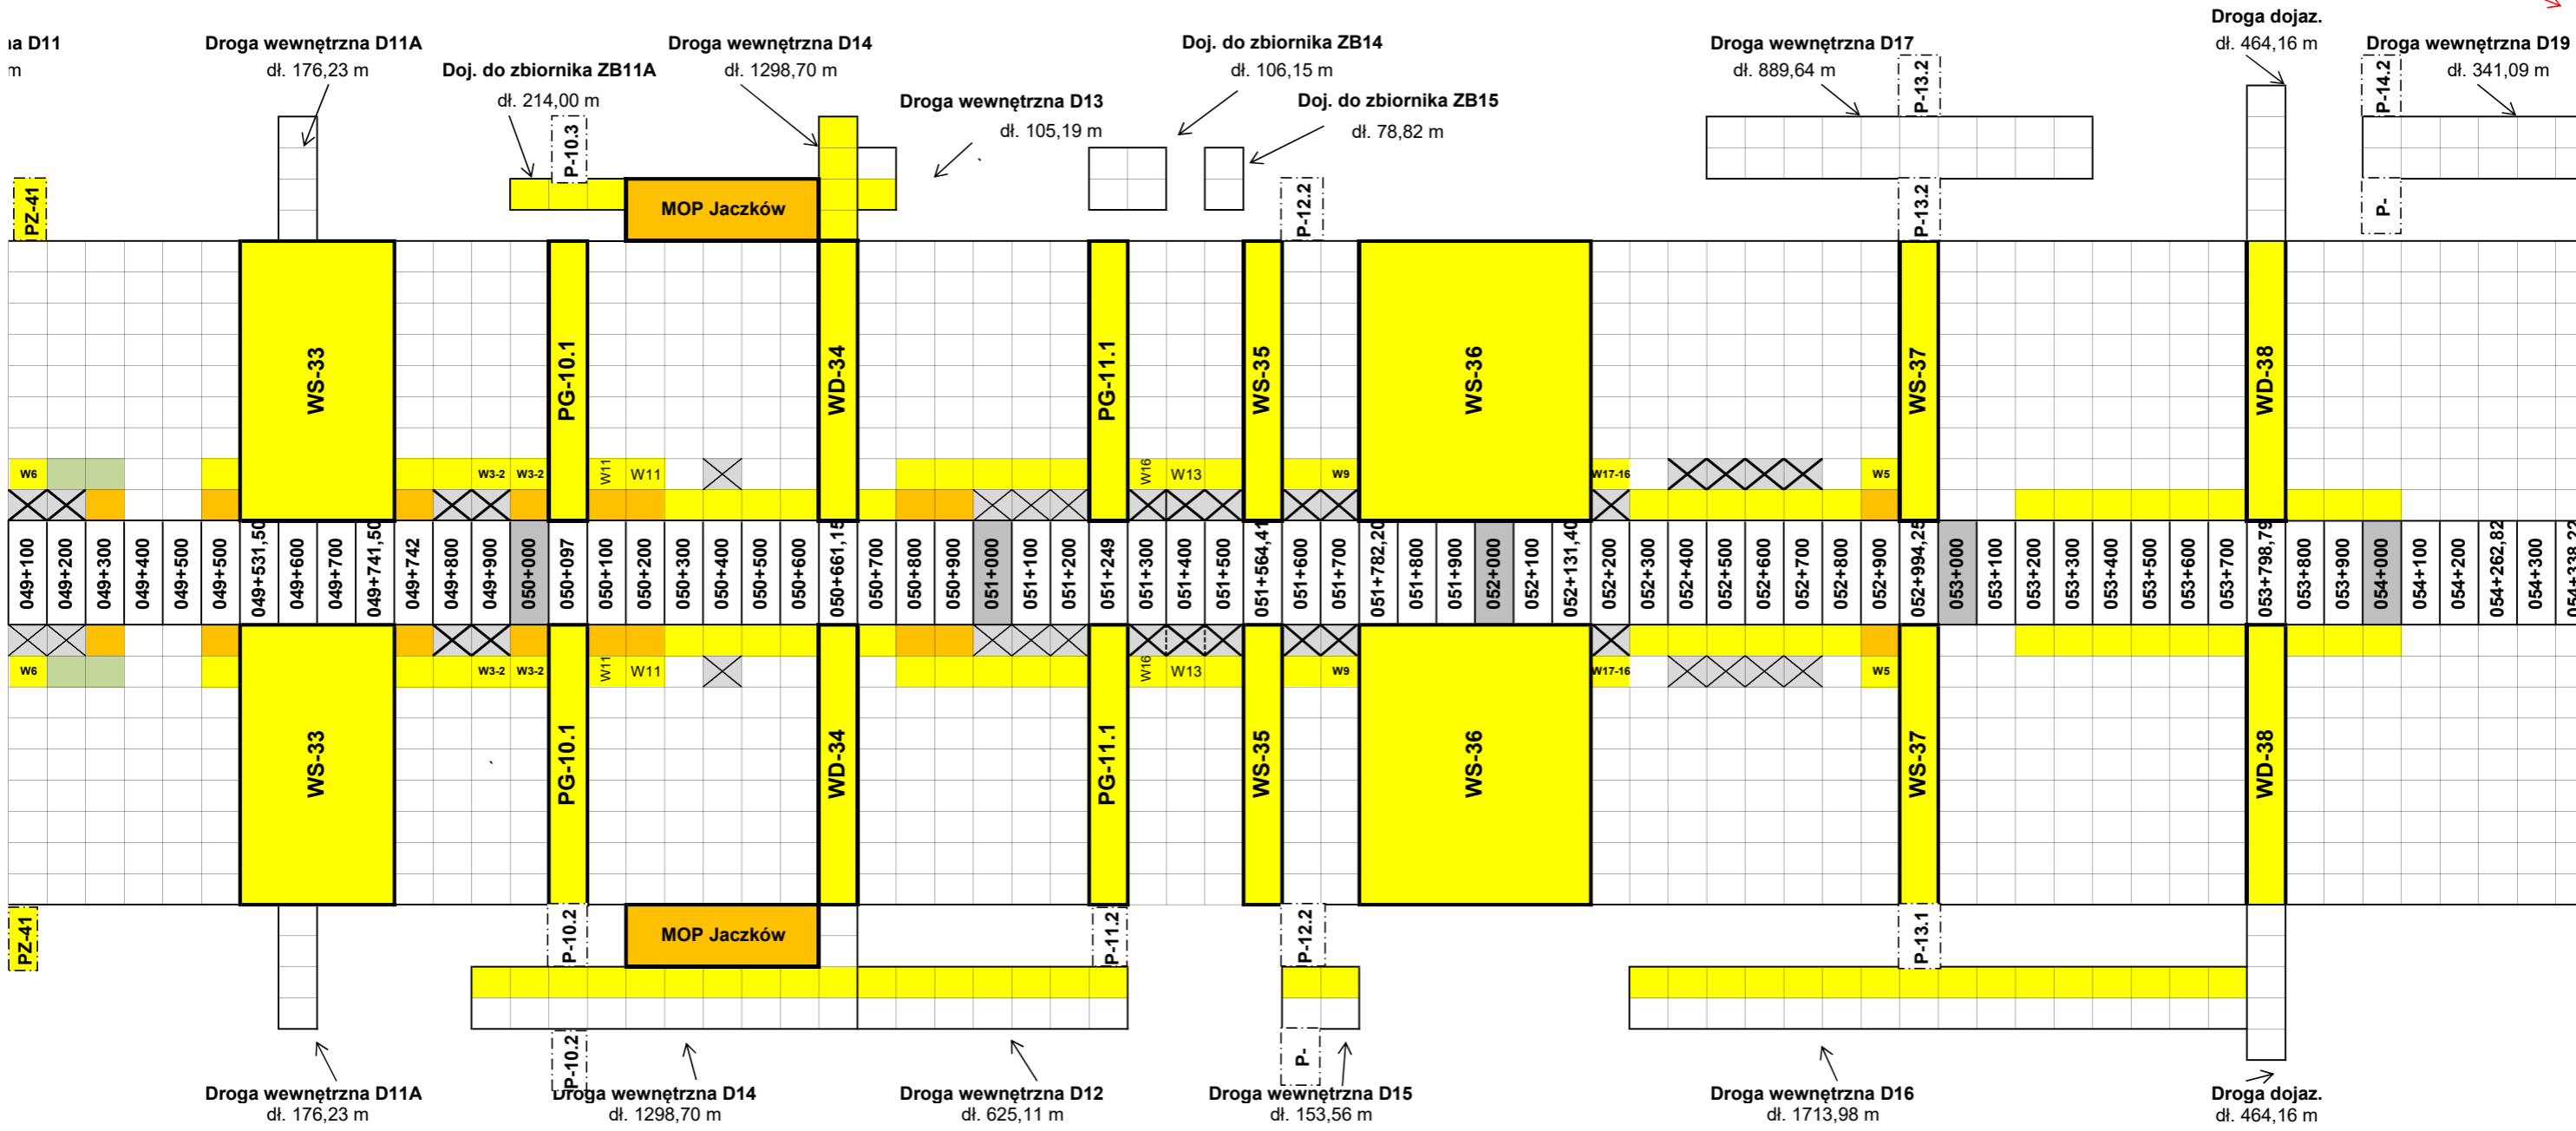 Droga dojaz.
na D11
Droga wewnętrzna D11A
Droga wewnętrzna D14
Doj. do zbiornika ZB14
Droga wewnętrzna D17
dł. 464,16 m
Droga wewnętrzna D19
m
dł. 176,23 m
Doj. do zbiornika ZB11A
dł. 1298,70 m
dł. 106,15 m
dł. 889,64 m
dł. 341,09 m
dł. 214,00 m
Droga wewnętrzna D13
Doj. do zbiornika ZB15
dł. 105,19 m
dł. 78,82 m
P-10.3
P-13.2
P-14.2
PZ-41
MOP Jaczków
P-12.2
P-13.2
P-
WS-33
PG-10.1
WD-34
PG-11.1
WS-35
WS-36
WS-37
WD-38
W6 W3-2 W3-2 W11 W11 W16 W13 W9 W17-16 W5
049+100 049+200 049+300 049+400 049+500 049+500 049+531,50 049+600 049+700 049+741,50 049+742 049+800 049+900 050+000 050+097 050+100 050+200 050+300 050+400 050+500 050+600 050+661,15 050+700 050+800 050+900 051+000 051+100 051+200 051+249 051+300 051+400 051+500 051+564,41 051+600 051+700 051+782,20 051+800 051+900 052+000 052+100 052+131,40 052+200 052+300 052+400 052+500 052+600 052+700 052+800 052+900 052+994,25 053+000 053+100 053+200 053+300 053+400 053+500 053+600 053+700 053+798,79 053+800 053+900 054+000 054+100 054+200 054+262,82 054+300 054+338,22
W6 W3-2 W3-2 W11 W11 W16 W13 W9 W17-16 W5
WS-33
PG-10.1
WD-34
PG-11.1
WS-35
WS-36
WS-37
WD-38
PZ-41
P-10.2
MOP Jaczków
P-11.2
P-12.2
P-13.1
P-10.2
P-
Droga wewnętrzna D11A
Droga wewnętrzna D14
Droga wewnętrzna D12
Droga wewnętrzna D15
Droga wewnętrzna D16
Droga dojaz.
dł. 176,23 m
dł. 1298,70 m
dł. 625,11 m
dł. 153,56 m
dł. 1713,98 m
dł. 464,16 m